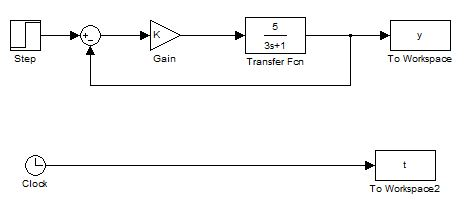 +
-
K
5
3s+1
y
Step
Gain
Transfer Fcn
To Workspace
t
Clock
To Workspace2